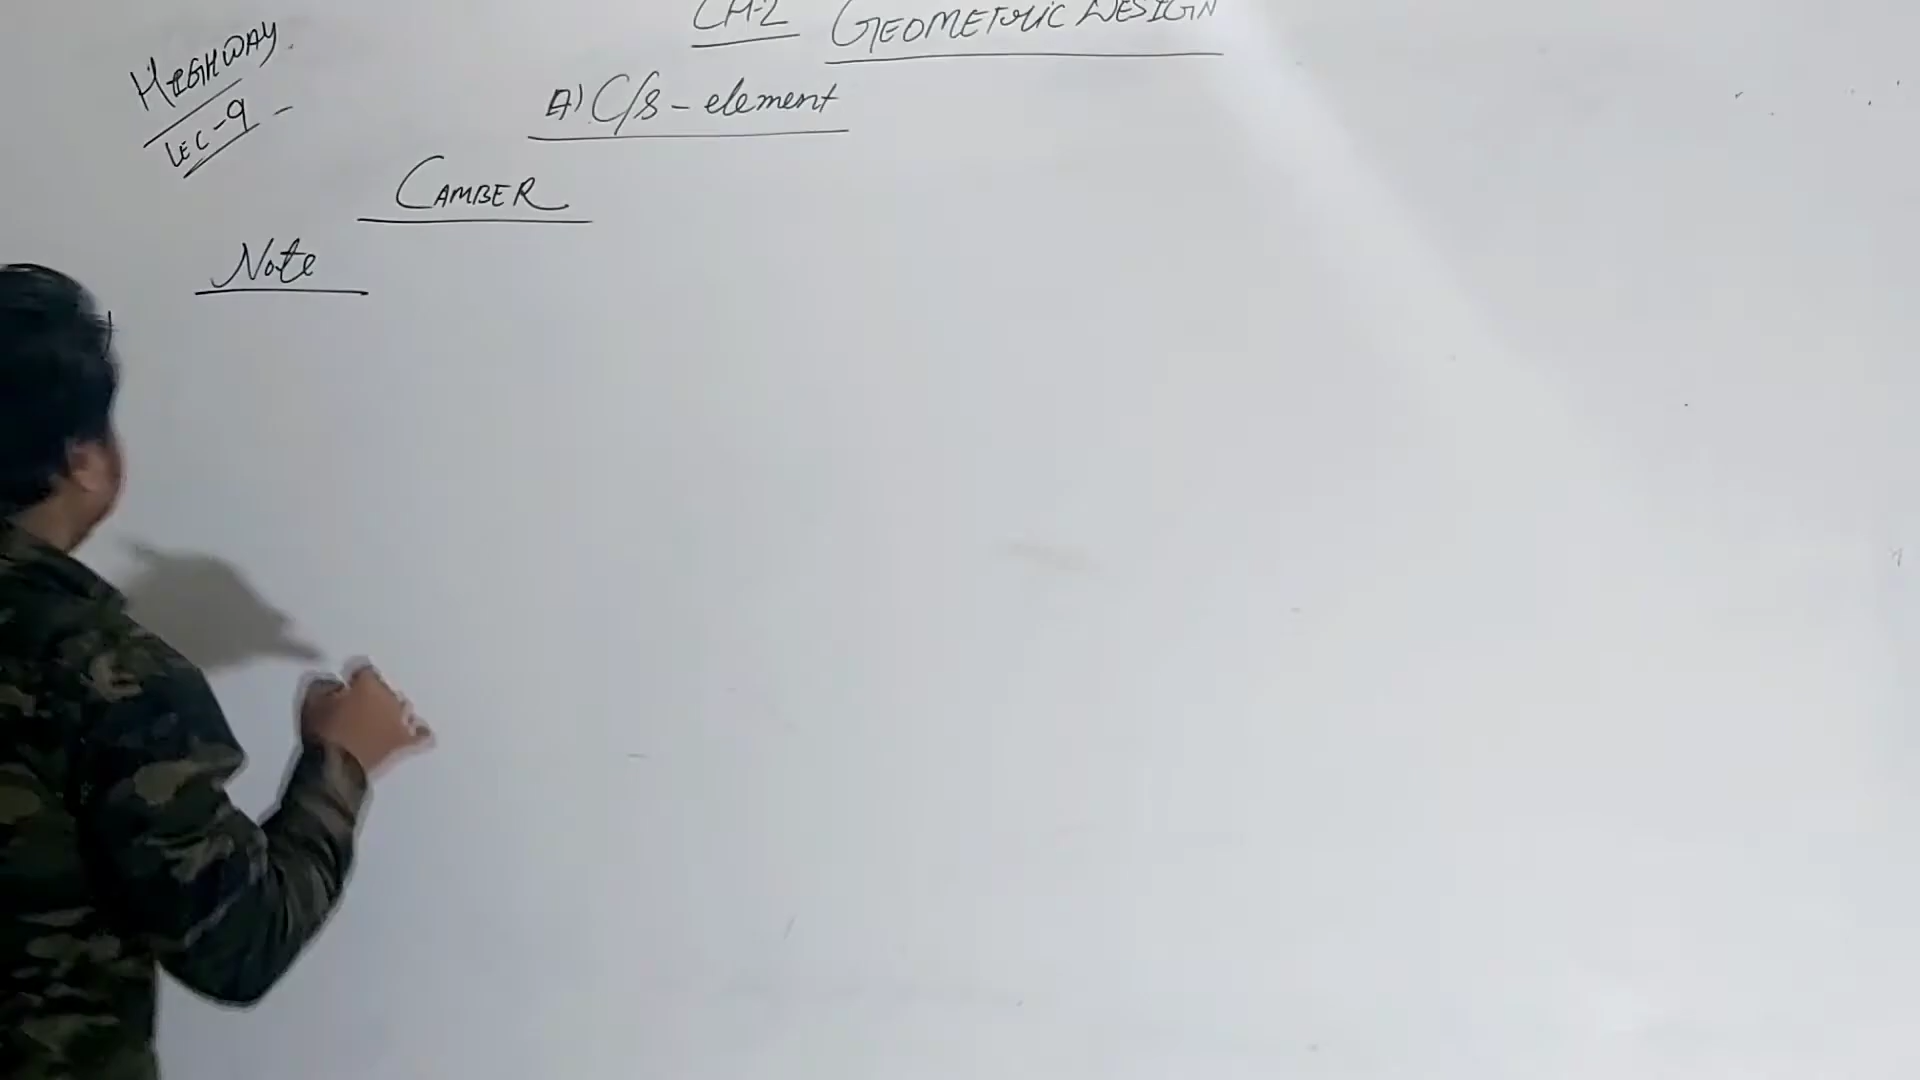 CH-2 GEOMETRIC DESIGN
HIGHWAY
LEC-9
A) C/s - element
CAMBER
Note